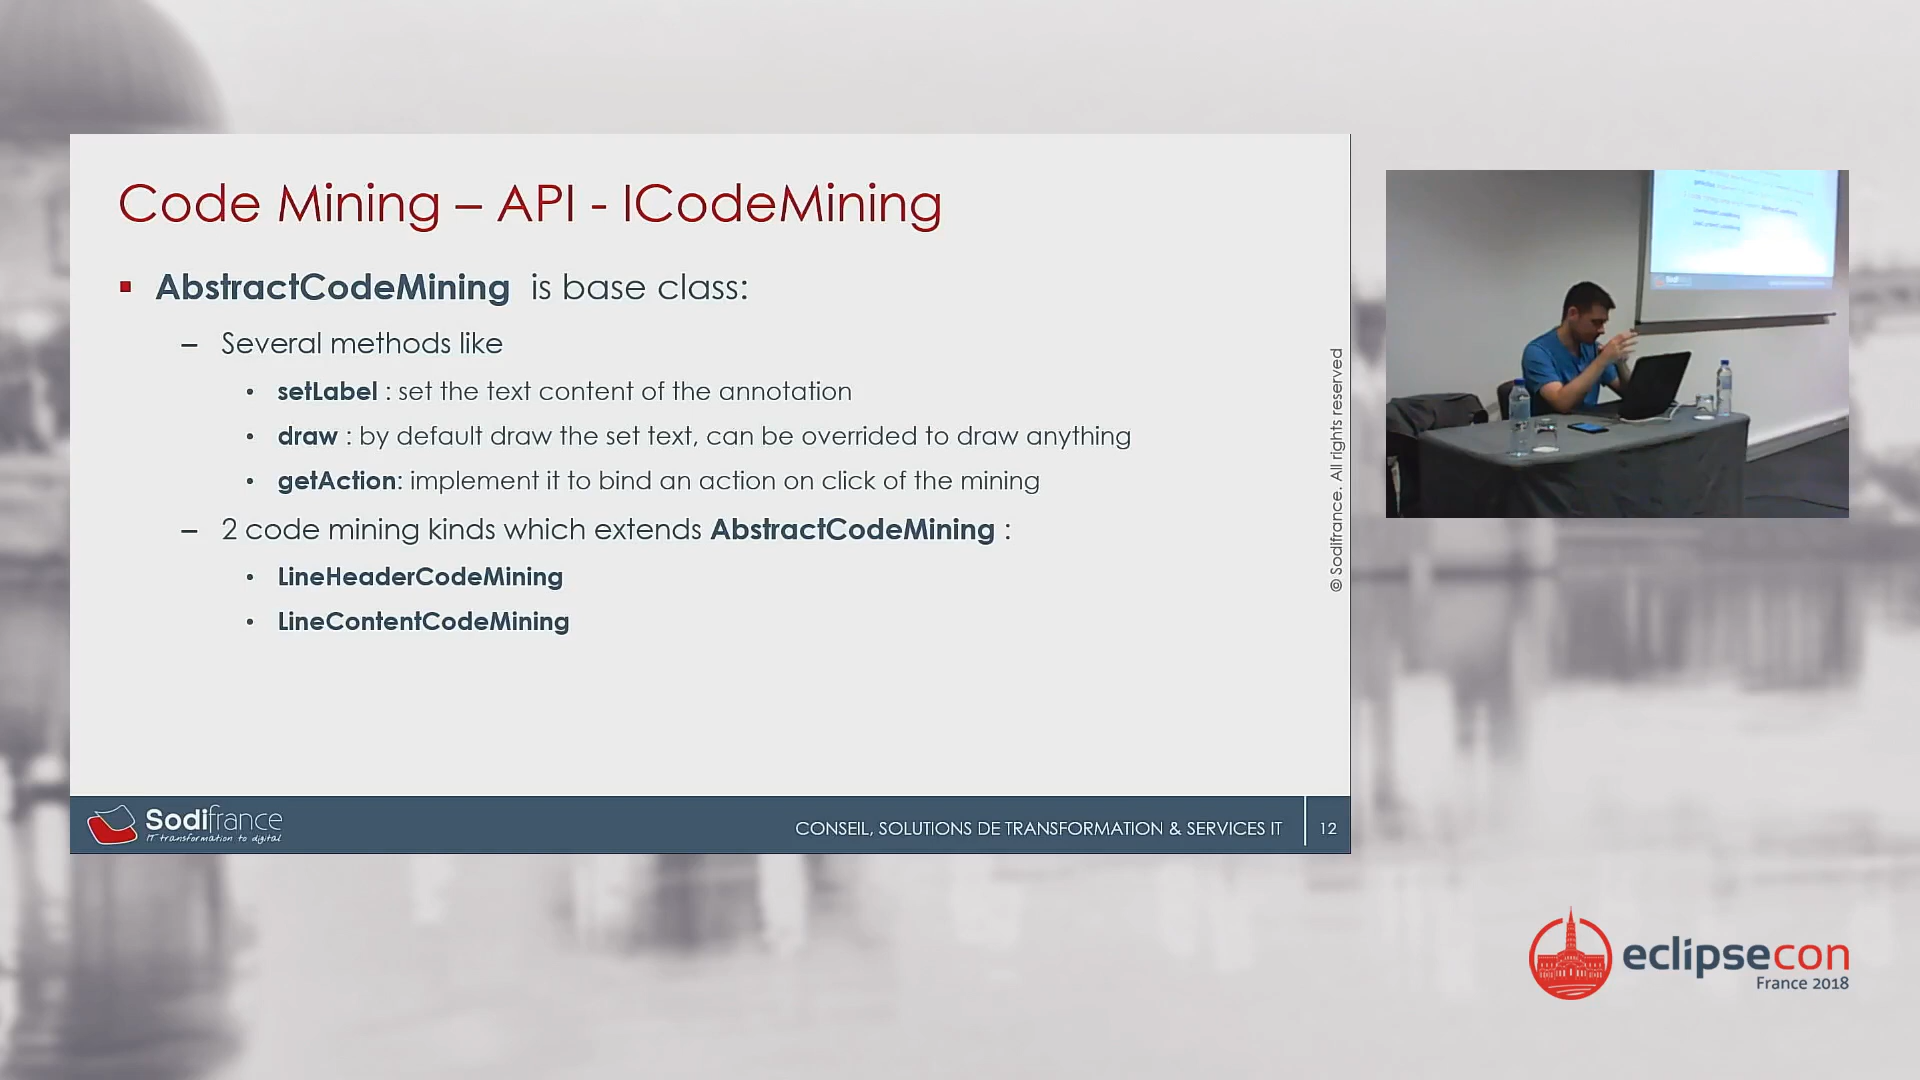 Code Mining – API - ICodeMining
▪ AbstractCodeMining is base class:
– Several methods like
• setLabel : set the text content of the annotation
• draw : by default draw the set text, can be overrided to draw anything
• getAction: implement it to bind an action on click of the mining
– 2 code mining kinds which extends AbstractCodeMining :
• LineHeaderCodeMining
• LineContentCodeMining
© Sodifrance. All rights reserved
Sodifrance
IT transformation to digital
CONSEIL, SOLUTIONS DE TRANSFORMATION & SERVICES IT
12
eclipsecon
France 2018